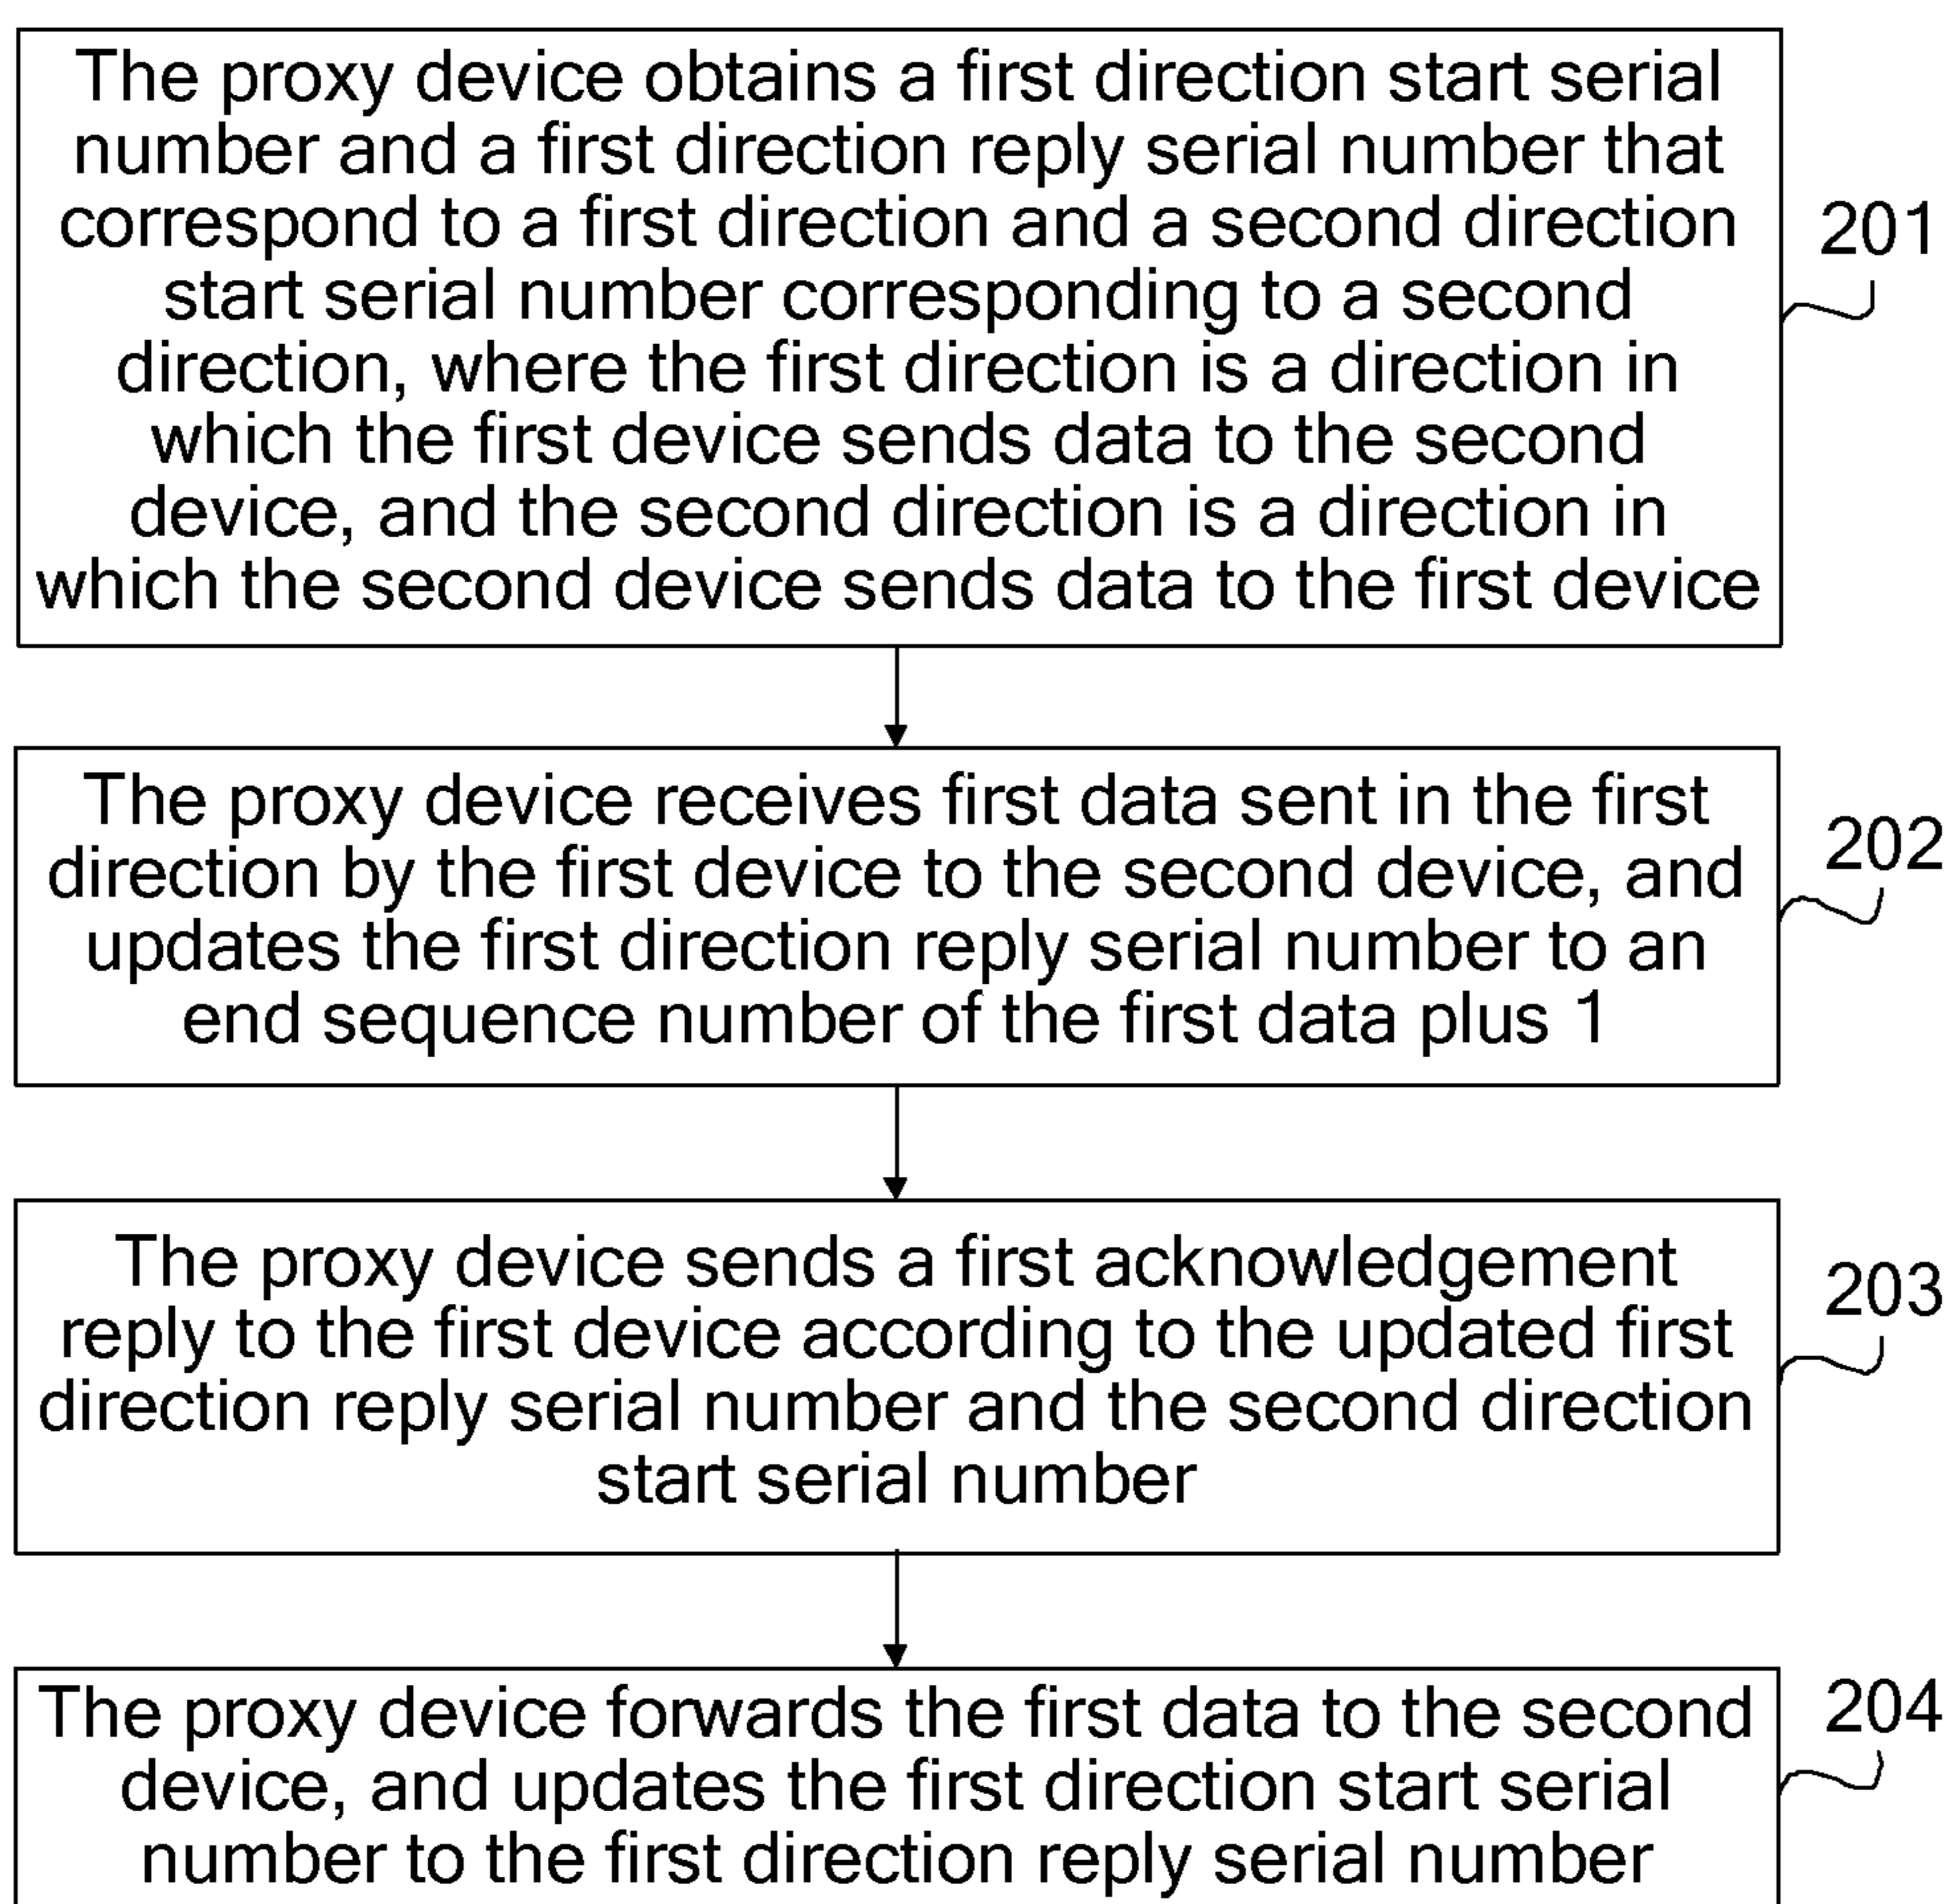 The proxy device obtains a first direction start serial
number and a first direction reply serial number that
correspond to a first direction and a second direction
start serial number corresponding to a second
direction, where the first direction is a direction in
which the first device sends data to the second
device, and the second direction is a direction in
which the second device sends data to the first device
201
The proxy device receives first data sent in the first
direction by the first device to the second device, and
updates the first direction reply serial number to an
end sequence number of the first data plus 1
202
The proxy device sends a first acknowledgement
reply to the first device according to the updated first
direction reply serial number and the second direction
start serial number
203
The proxy device forwards the first data to the second
device, and updates the first direction start serial
number to the first direction reply serial number
204